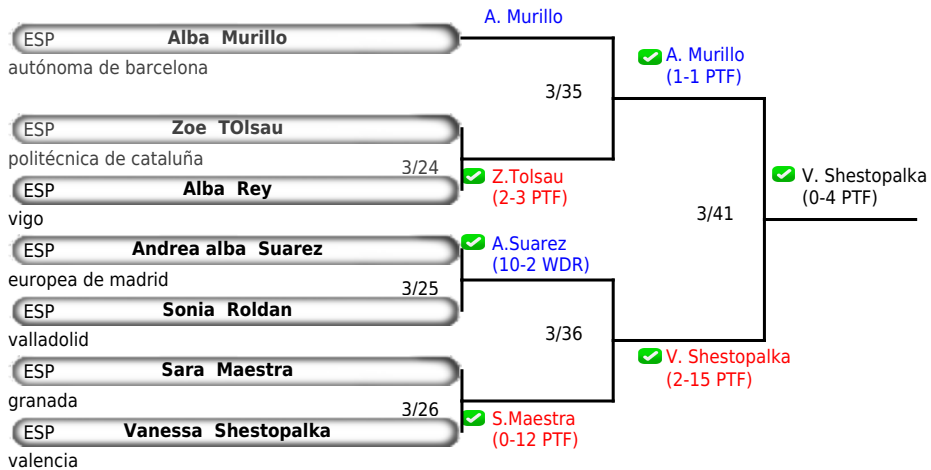 A. Murillo
ESP Alba Murillo
autónoma de barcelona
A. Murillo
(1-1 PTF)
3/35
ESP Zoe TOlsau
politécnica de cataluña
3/24
Z.Tolsau
(2-3 PTF)
ESP Alba Rey
vigo
V. Shestopalka
(0-4 PTF)
3/41
ESP Andrea alba Suarez
europea de madrid
A.Suarez
(10-2 WDR)
3/25
ESP Sonia Roldan
valladolid
3/36
V. Shestopalka
(2-15 PTF)
ESP Sara Maestra
granada
3/26
S.Maestra
(0-12 PTF)
ESP Vanessa Shestopalka
valencia